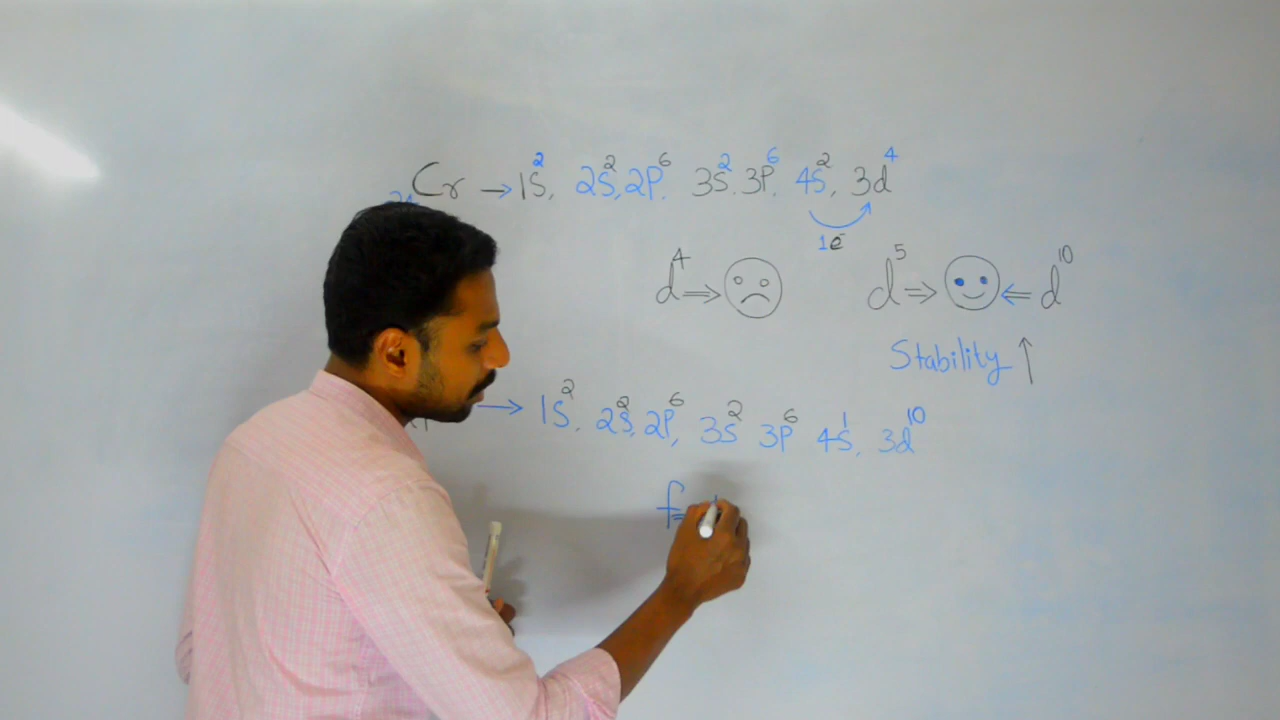 Cr → 1s², 2s², 2p⁶, 3s², 3p⁶, 4s², 3d⁴
1e⁻
d⁴ ⇒ d⁵ ⇒ ⇐ d¹⁰
Stability ↑
→ 1s², 2s², 2p⁶, 3s² 3p⁶ 4s¹, 3d¹⁰
f